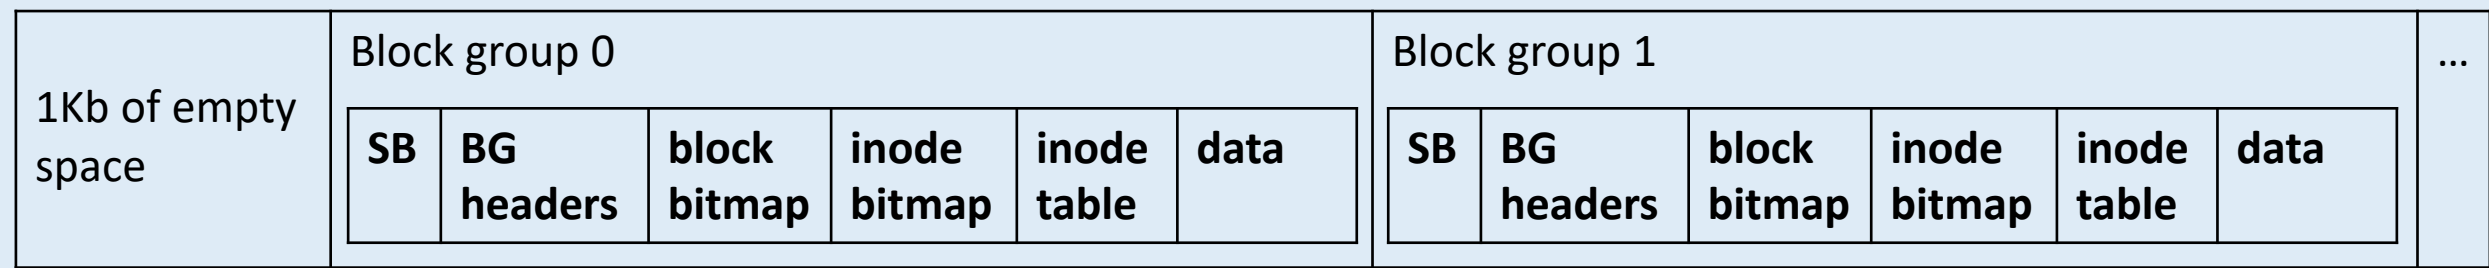 1Kb of empty
space
Block group 0
SB
BG
headers
block
bitmap
inode
bitmap
inode
table
data
Block group 1
SB
BG
headers
block
bitmap
inode
bitmap
inode
table
data
...